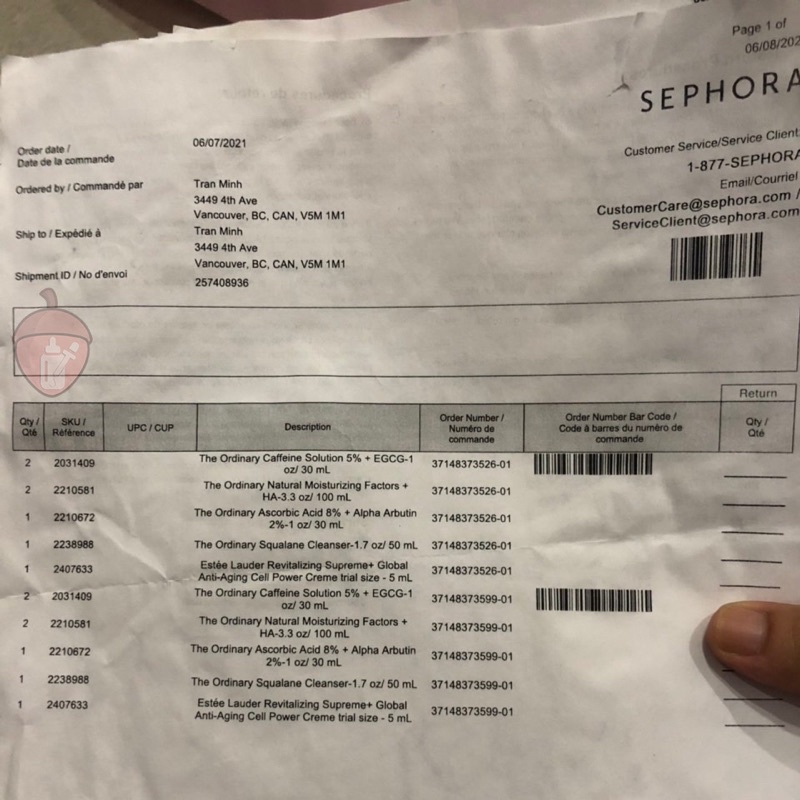 Page 1 of
06/08/202
SEPHORA
Customer Service/Service Client
1-877-SEPHORA
Email/Courriel
CustomerCare@sephora.com /
ServiceClient@sephora.com
Order date /
Date de la commande
06/07/2021
Ordered by / Commandé par
Tran Minh
3449 4th Ave
Vancouver, BC, CAN, V5M 1M1
Ship to / Expédié à
Tran Minh
3449 4th Ave
Vancouver, BC, CAN, V5M 1M1
Shipment ID / No d'envoi
257408936
Return
Qty /
Qté
SKU /
Référence
UPC / CUP
Description
Order Number /
Numéro de
commande
Order Number Bar Code /
Code à barres du numéro de
commande
Qty /
Qté
2 2031409 The Ordinary Caffeine Solution 5% + EGCG-1 37148373526-01
oz/ 30 mL
2 2210581 The Ordinary Natural Moisturizing Factors + 37148373526-01
HA-3.3 oz/ 100 mL
1 2210672 The Ordinary Ascorbic Acid 8% + Alpha Arbutin 37148373526-01
2%-1 oz/ 30 mL
1 2238988 The Ordinary Squalane Cleanser-1.7 oz/ 50 mL 37148373526-01
1 2407633 Estée Lauder Revitalizing Supreme+ Global 37148373526-01
Anti-Aging Cell Power Creme trial size - 5 mL
2 2031409 The Ordinary Caffeine Solution 5% + EGCG-1 37148373599-01
oz/ 30 mL
2 2210581 The Ordinary Natural Moisturizing Factors + 37148373599-01
HA-3.3 oz/ 100 mL
1 2210672 The Ordinary Ascorbic Acid 8% + Alpha Arbutin 37148373599-01
2%-1 oz/ 30 mL
1 2238988 The Ordinary Squalane Cleanser-1.7 oz/ 50 mL 37148373599-01
1 2407633 Estée Lauder Revitalizing Supreme+ Global 37148373599-01
Anti-Aging Cell Power Creme trial size - 5 mL